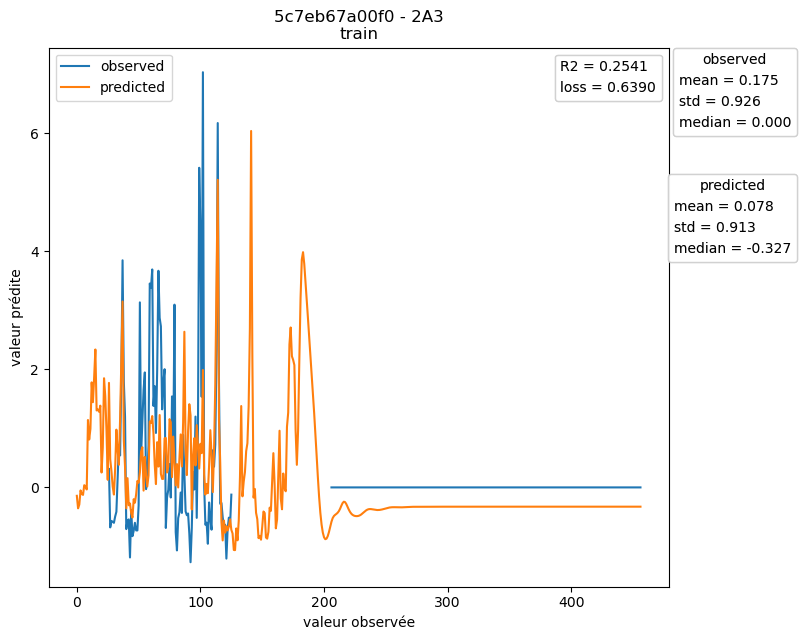 5c7eb67a00f0 - 2A3
train
observed
predicted
R2 = 0.2541
loss = 0.6390
observed
mean = 0.175
std = 0.926
median = 0.000
predicted
mean = 0.078
std = 0.913
median = -0.327
valeur prédite
6
4
2
0
0
100
200
300
400
valeur observée